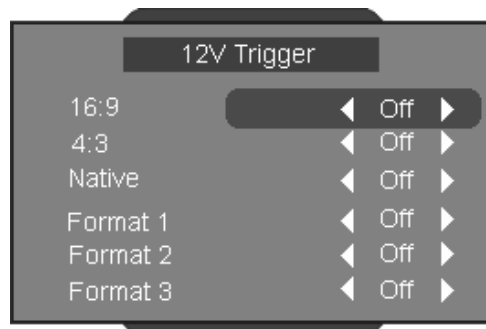 12V Trigger
16:9 Off
4:3 Off
Native Off
Format 1 Off
Format 2 Off
Format 3 Off